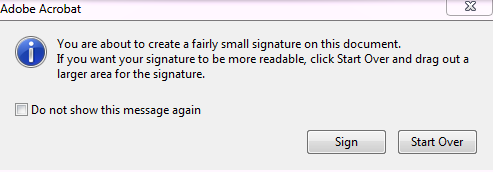 Adobe Acrobat
You are about to create a fairly small signature on this document.
If you want your signature to be more readable, click Start Over and drag out a
larger area for the signature.
Do not show this message again
Sign
Start Over